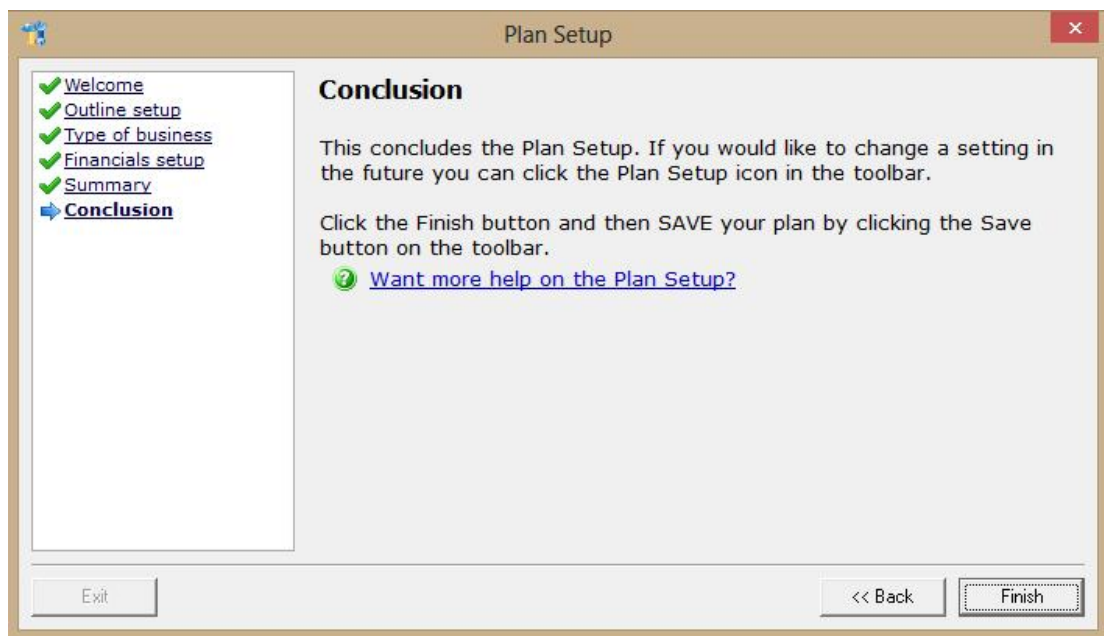 Plan Setup
Welcome
Outline setup
Type of business
Financials setup
Summary
Conclusion
Conclusion
This concludes the Plan Setup. If you would like to change a setting in
the future you can click the Plan Setup icon in the toolbar.
Click the Finish button and then SAVE your plan by clicking the Save
button on the toolbar.
Want more help on the Plan Setup?
Exit
<< Back
Finish